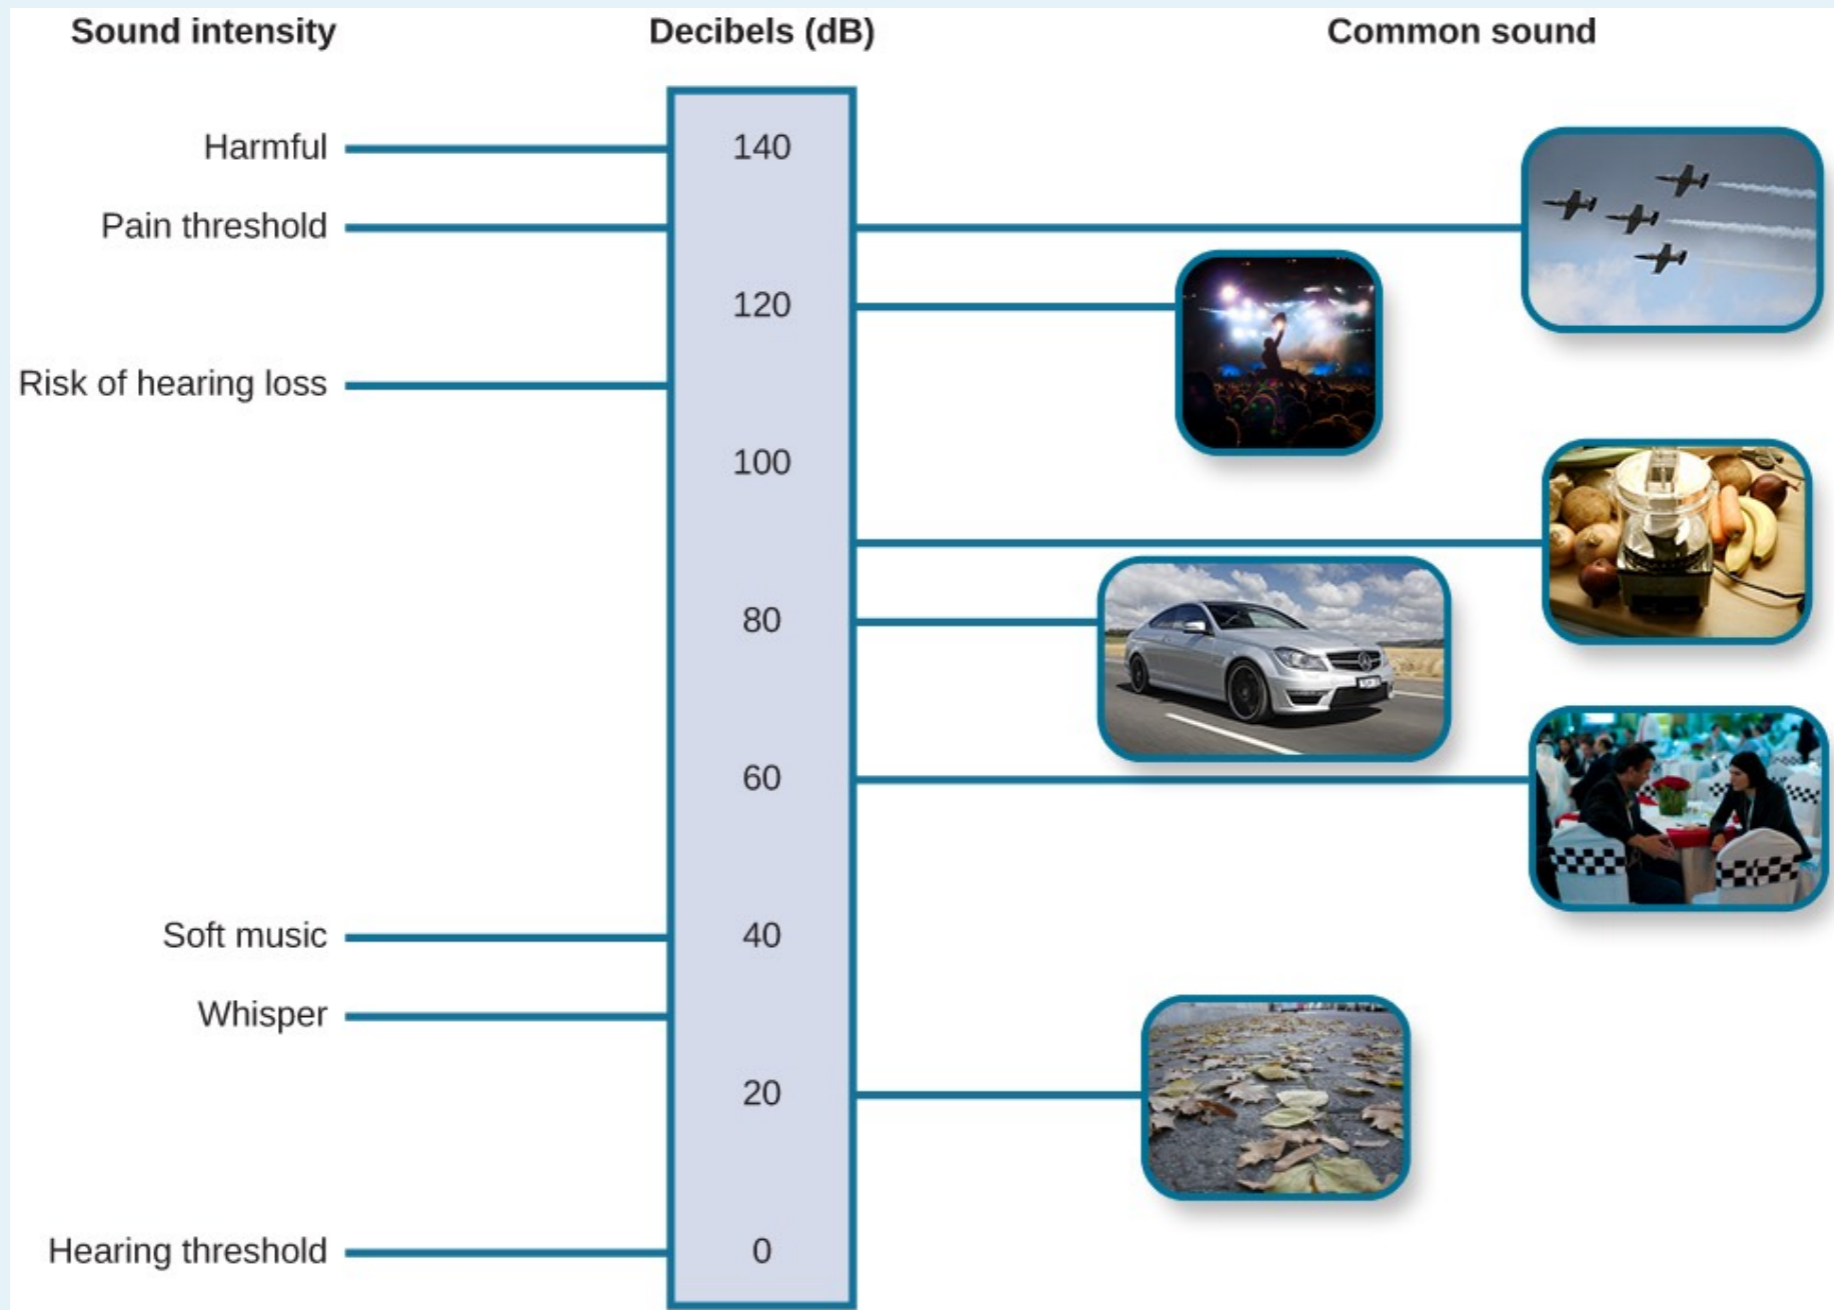 Sound intensity
Decibels (dB)
Common sound
Harmful
140
Pain threshold
120
Risk of hearing loss
100
80
60
Soft music
40
Whisper
20
Hearing threshold
0